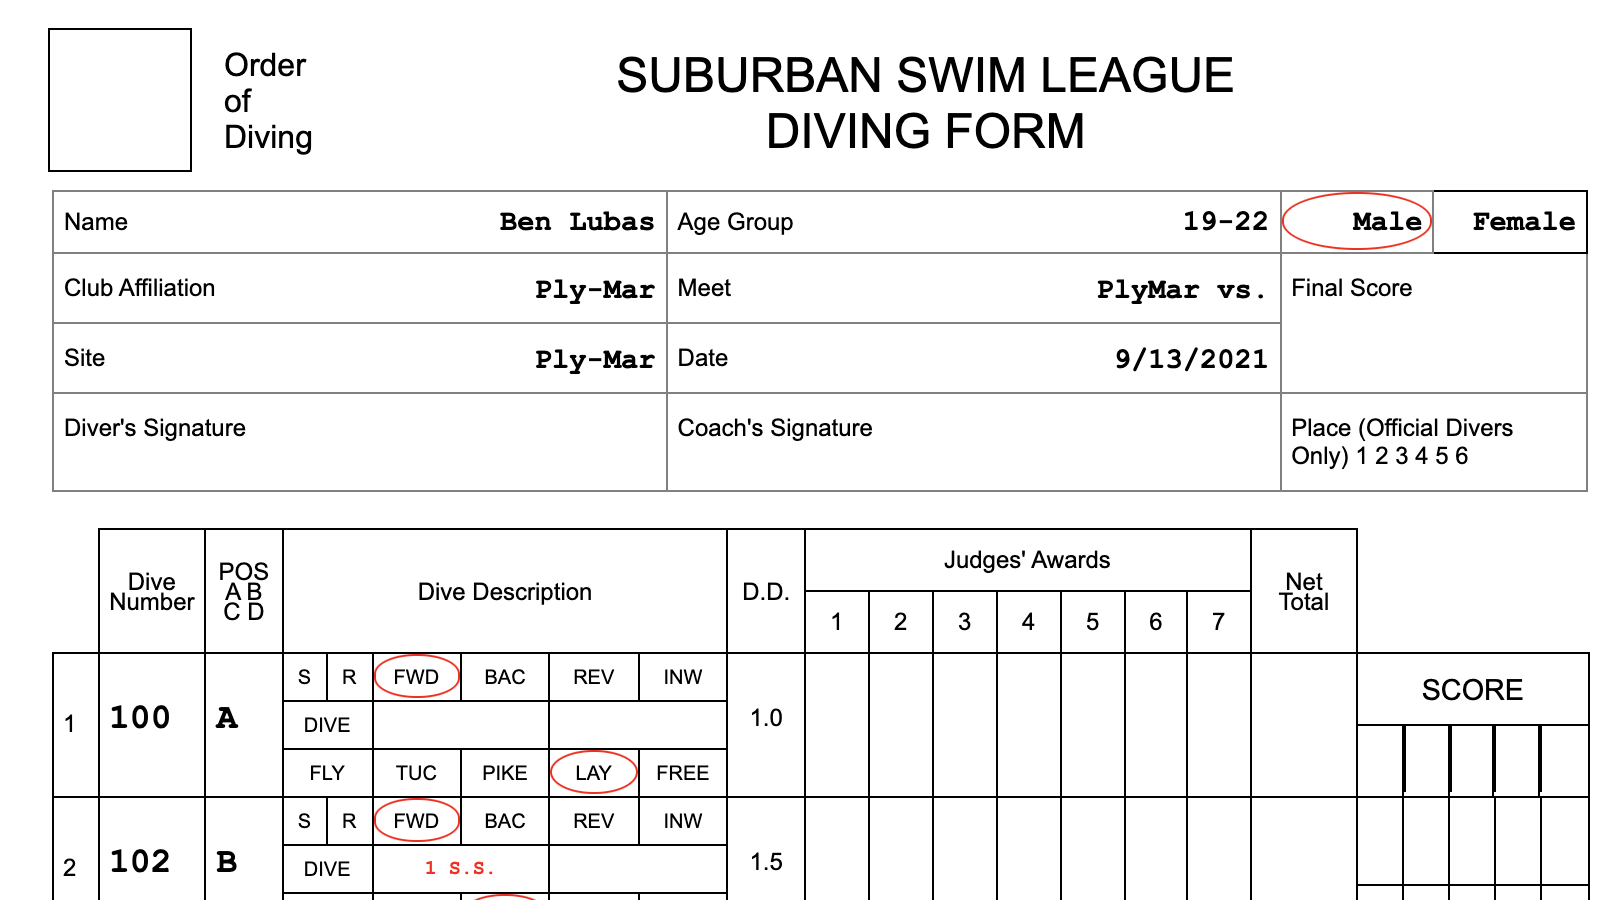 Order
of
Diving
SUBURBAN SWIM LEAGUE
DIVING FORM
Name Ben Lubas Age Group 19-22 Male Female
Club Affiliation Ply-Mar Meet PlyMar vs. Final Score
Site Ply-Mar Date 9/13/2021
Diver's Signature Coach's Signature Place (Official Divers
Only) 1 2 3 4 5 6
Dive
Number
POS
A B
C D
Dive Description
D.D.
Judges' Awards
1 2 3 4 5 6 7
Net
Total
SCORE
1 100 A
S R FWD BAC REV INW
DIVE
FLY TUC PIKE LAY FREE
1.0
2 102 B
S R FWD BAC REV INW
DIVE 1 S.S.
1.5